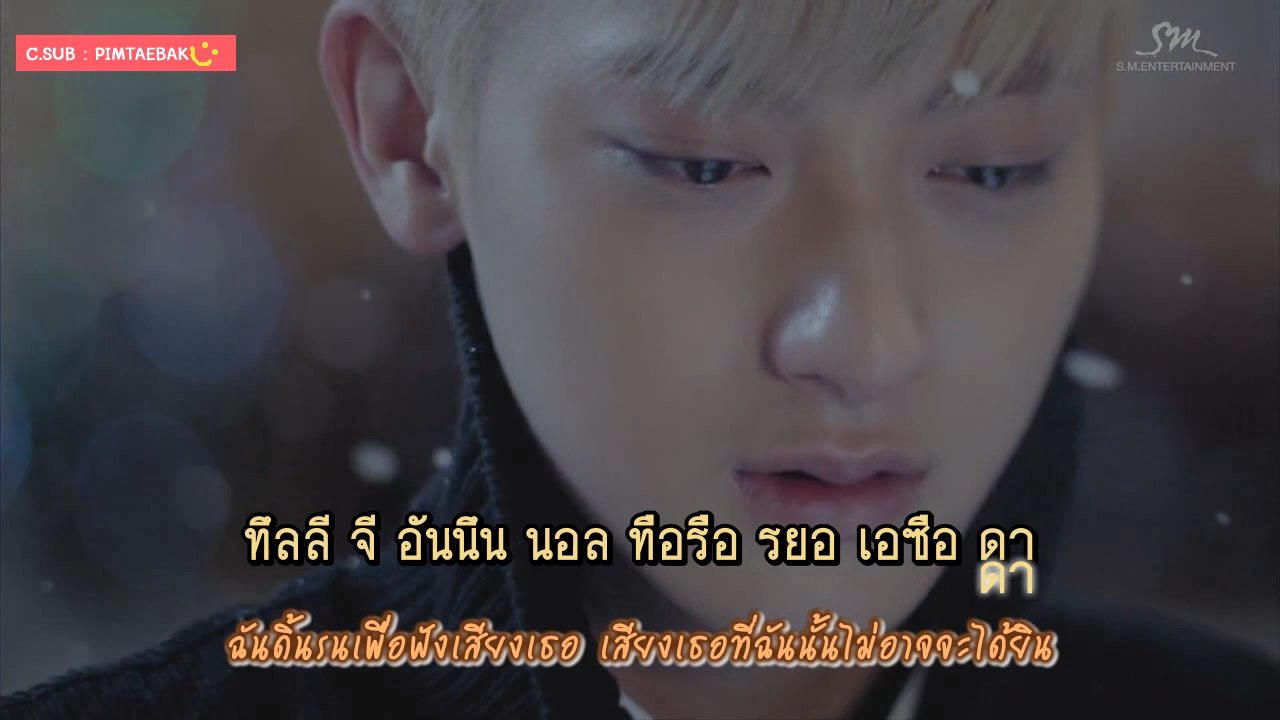 C.SUB : PIMTAEBAK
SM
S.M.ENTERTAINMENT
ทึลลี จี อันนึน นอล ทือรือ รยอ เอซือ ดา
ดา
ฉันดิ้นรนเพื่อฟังเสียงเธอ เสียงเธอที่ฉันนั้นไม่อาจจะได้ยิน